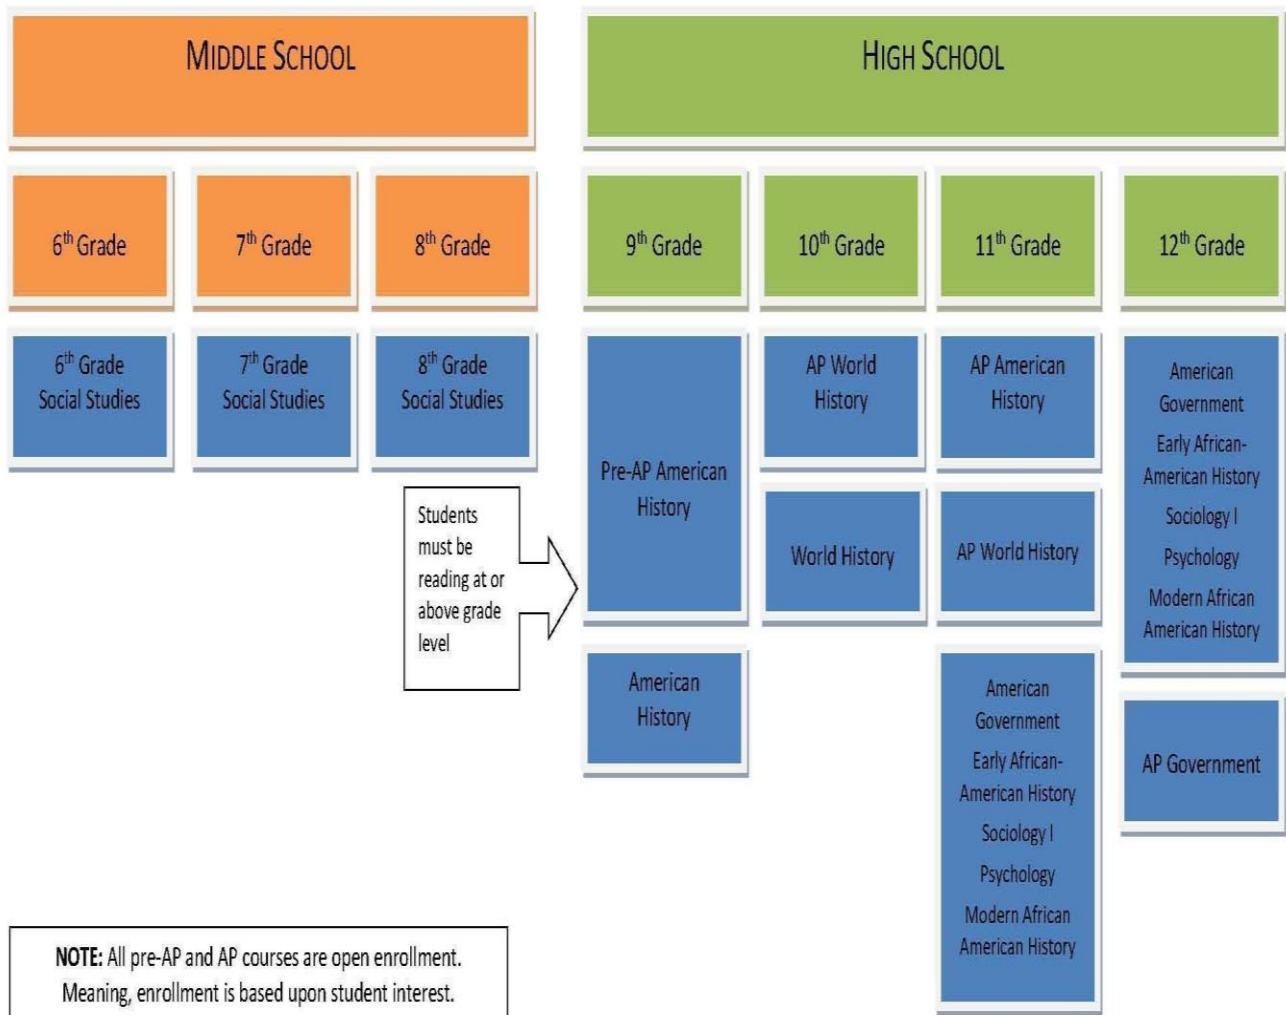 MIDDLE SCHOOL
HIGH SCHOOL
6th Grade
7th Grade
8th Grade
9th Grade
10th Grade
11th Grade
12th Grade
6th Grade
Social Studies
7th Grade
Social Studies
8th Grade
Social Studies
Students
must be
reading at or
above grade
level
Pre-AP American
History
American
History
AP World
History
World History
AP American
History
AP World History
American
Government
Early African-
American History
Sociology I
Psychology
Modern African
American History
American
Government
Early African-
American History
Sociology I
Psychology
Modern African
American History
AP Government
NOTE: All pre-AP and AP courses are open enrollment.
Meaning, enrollment is based upon student interest.